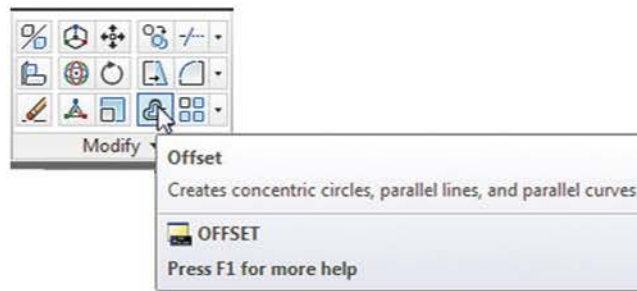 Modify
Offset
Creates concentric circles, parallel lines, and parallel curves
OFFSET
Press F1 for more help